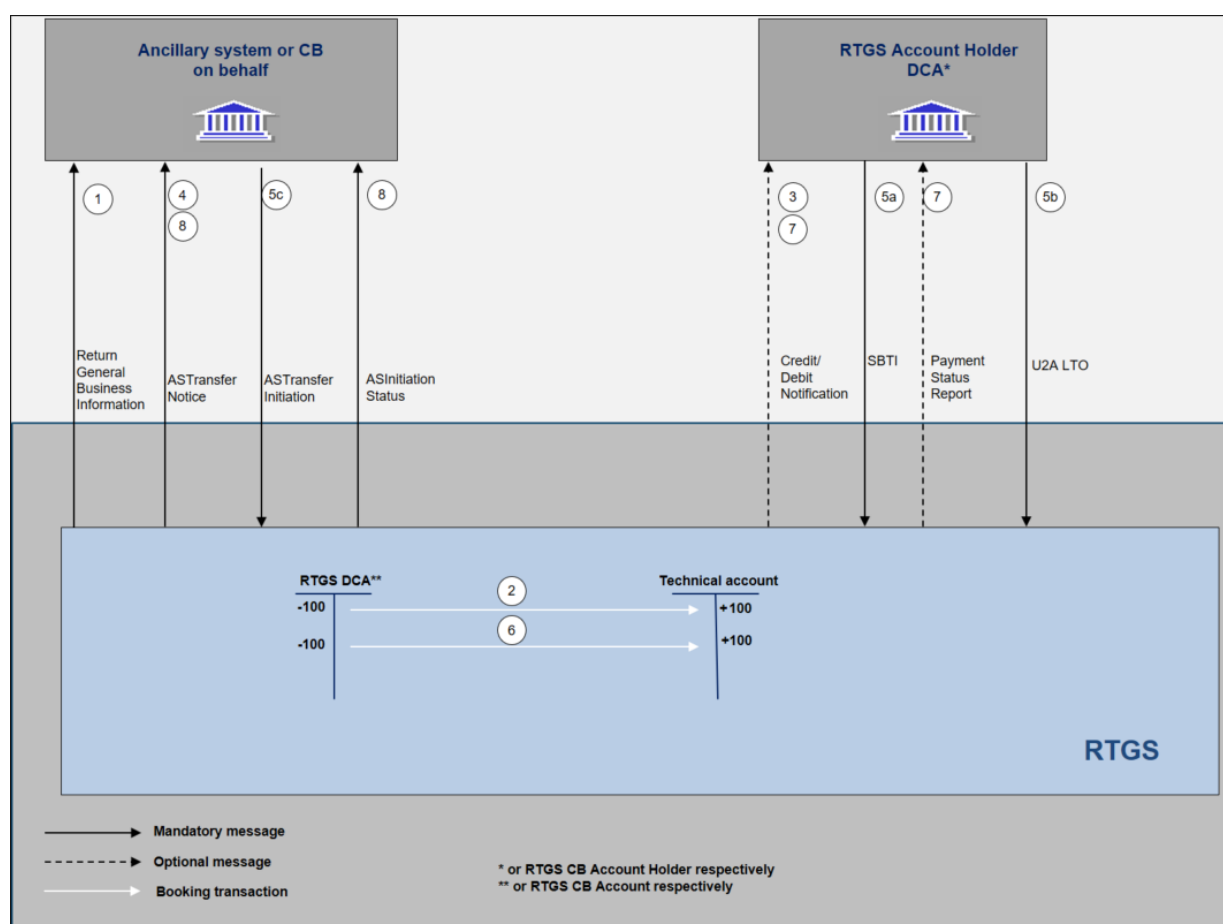 Ancillary system or CB
on behalf
RTGS Account Holder
DCA*
1
4
8
5c
8
3
7
5a
7
5b
Return
General
Business
Information
ASTransfer
Notice
ASTransfer
Initiation
ASInitiation
Status
Credit/
Debit
Notification
SBTI
Payment
Status
Report
U2A LTO
RTGS DCA**
Technical account
2
-100
+100
6
-100
+100
RTGS
Mandatory message
Optional message
Booking transaction
* or RTGS CB Account Holder respectively
** or RTGS CB Account respectively